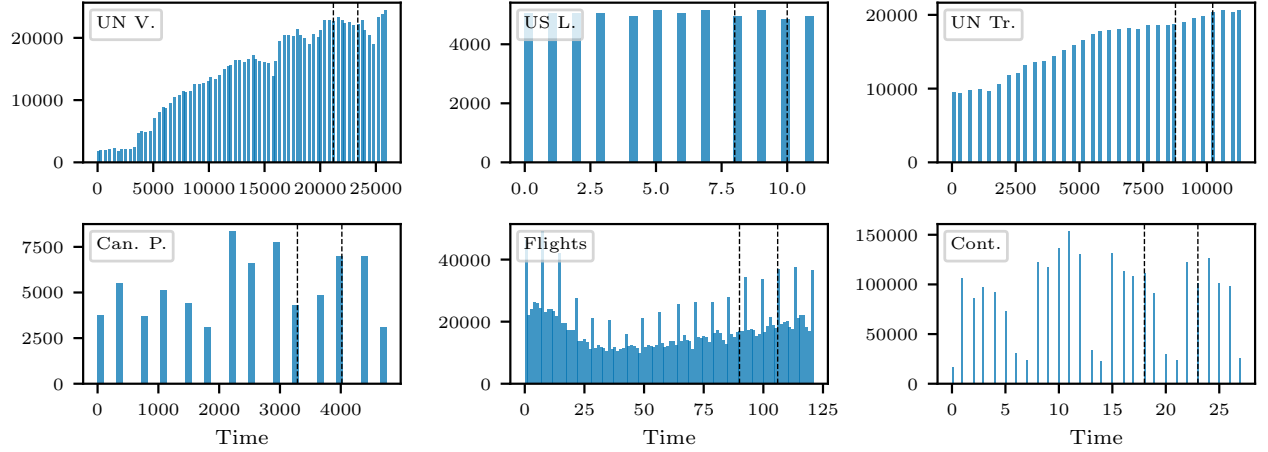 UN V.
20000
10000
0
0 5000 10000 15000 20000 25000
US L.
4000
2000
0
0.0 2.5 5.0 7.5 10.0
UN Tr.
20000
10000
0
0 2500 5000 7500 10000
Can. P.
7500
5000
2500
0
0 1000 2000 3000 4000
Time
Flights
40000
20000
0
0 25 50 75 100 125
Time
Cont.
150000
100000
50000
0
0 5 10 15 20 25
Time